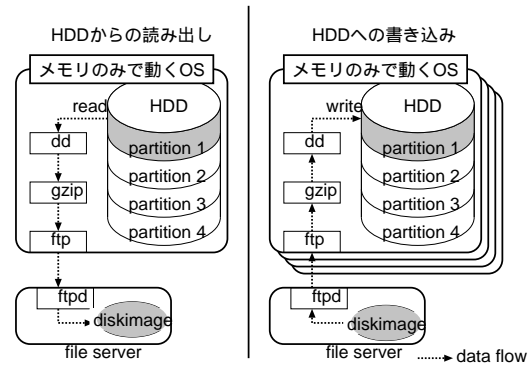 HDDからの読み出し
メモリのみで動くOS
read
HDD
dd
partition 1
gzip
partition 2
partition 3
ftp
partition 4
ftpd
diskimage
file server
HDDへの書き込み
メモリのみで動くOS
write
HDD
dd
partition 1
gzip
partition 2
partition 3
ftp
partition 4
ftpd
diskimage
file server
data flow